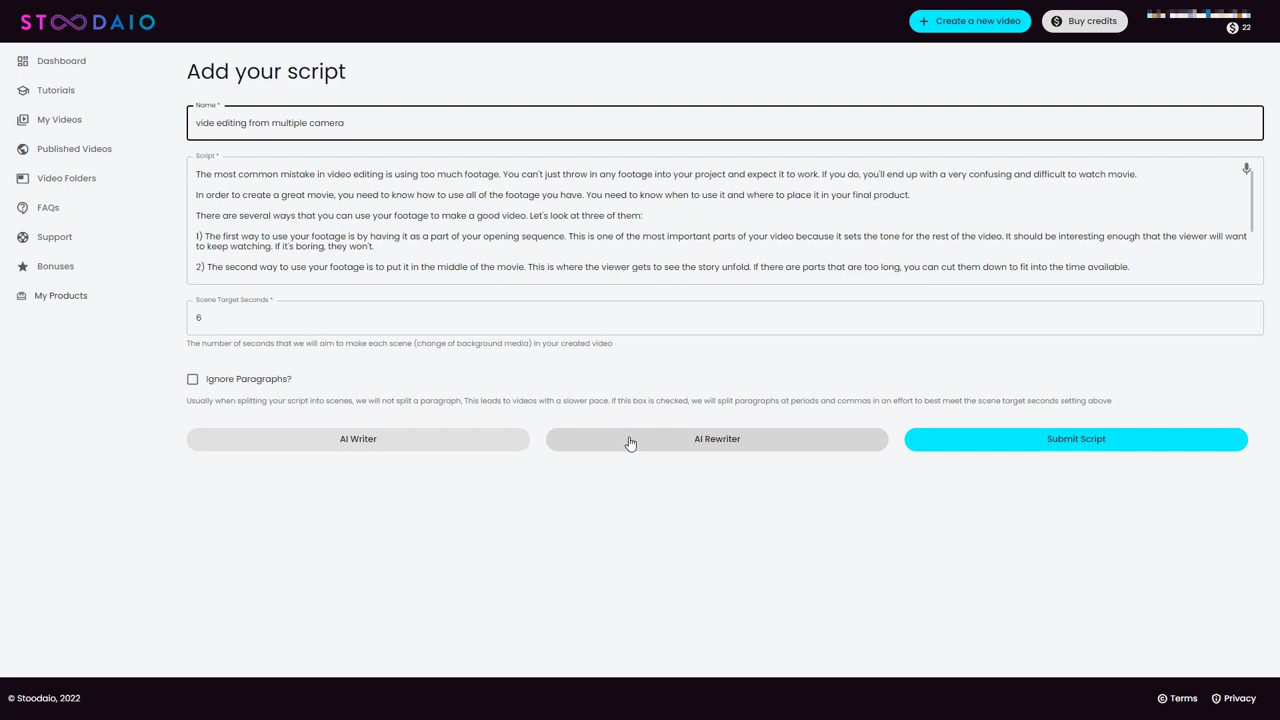 STOODAIO
Create a new video
Buy credits
22
Dashboard
Tutorials
My Videos
Published Videos
Video Folders
FAQs
Support
Bonuses
My Products
Add your script
Name *
vide editing from multiple camera
Script *
The most common mistake in video editing is using too much footage. You can't just throw in any footage into your project and expect it to work. If you do, you'll end up with a very confusing and difficult to watch movie.
In order to create a great movie, you need to know how to use all of the footage you have. You need to know when to use it and where to place it in your final product.
There are several ways that you can use your footage to make a good video. Let's look at three of them:
1) The first way to use your footage is by having it as a part of your opening sequence. This is one of the most important parts of your video because it sets the tone for the rest of the video. It should be interesting enough that the viewer will want
to keep watching. If it's boring, they won't.
2) The second way to use your footage is to put it in the middle of the movie. This is where the viewer gets to see the story unfold. If there are parts that are too long, you can cut them down to fit into the time available.
Scene Target Seconds *
6
The number of seconds that we will aim to make each scene (change of background media) in your created video
Ignore Paragraphs?
Usually when splitting your script into scenes, we will not split a paragraph, This leads to videos with a slower pace. if this box is checked, we will split paragraphs at periods and commas in an effort to best meet the scene target seconds setting above
AI Writer
AI Rewriter
Submit Script
© Stoodaio, 2022
Terms
Privacy